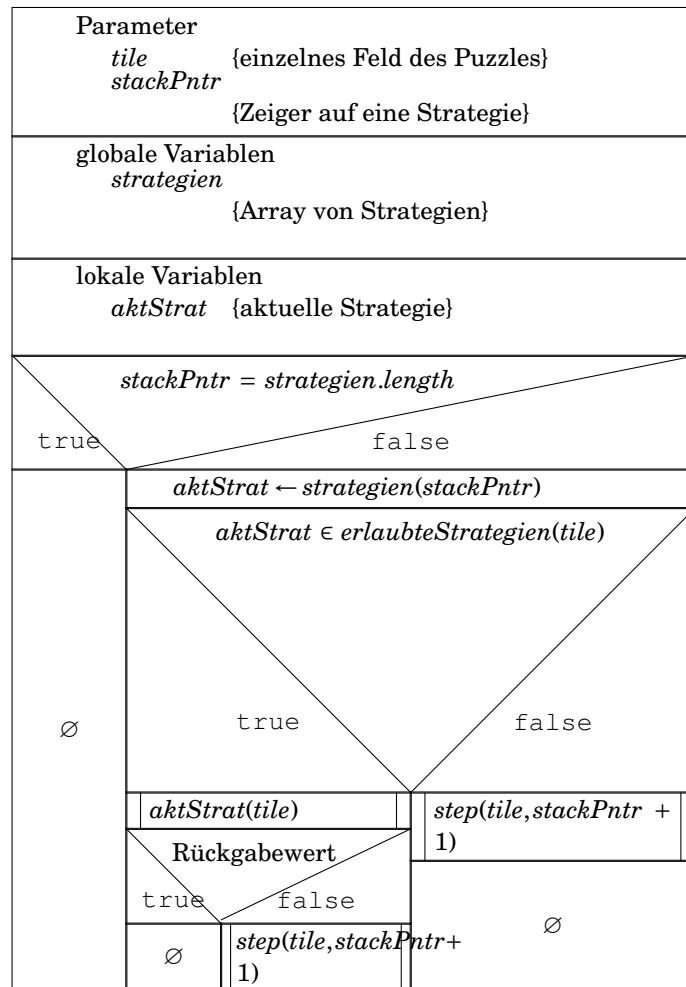 Parameter
tile {einzelnes Feld des Puzzles}
stackPntr
{Zeiger auf eine Strategie}
globale Variablen
strategien
{Array von Strategien}
lokale Variablen
aktStrat {aktuelle Strategie}
stackPntr = strategien.length
true false
aktStrat ← strategien(stackPntr)
aktStrat ∈ erlaubteStrategien(tile)
true false
∅
aktStrat(tile)
step(tile,stackPntr +
1)
Rückgabewert
true false
∅
step(tile,stackPntr+
1)
∅